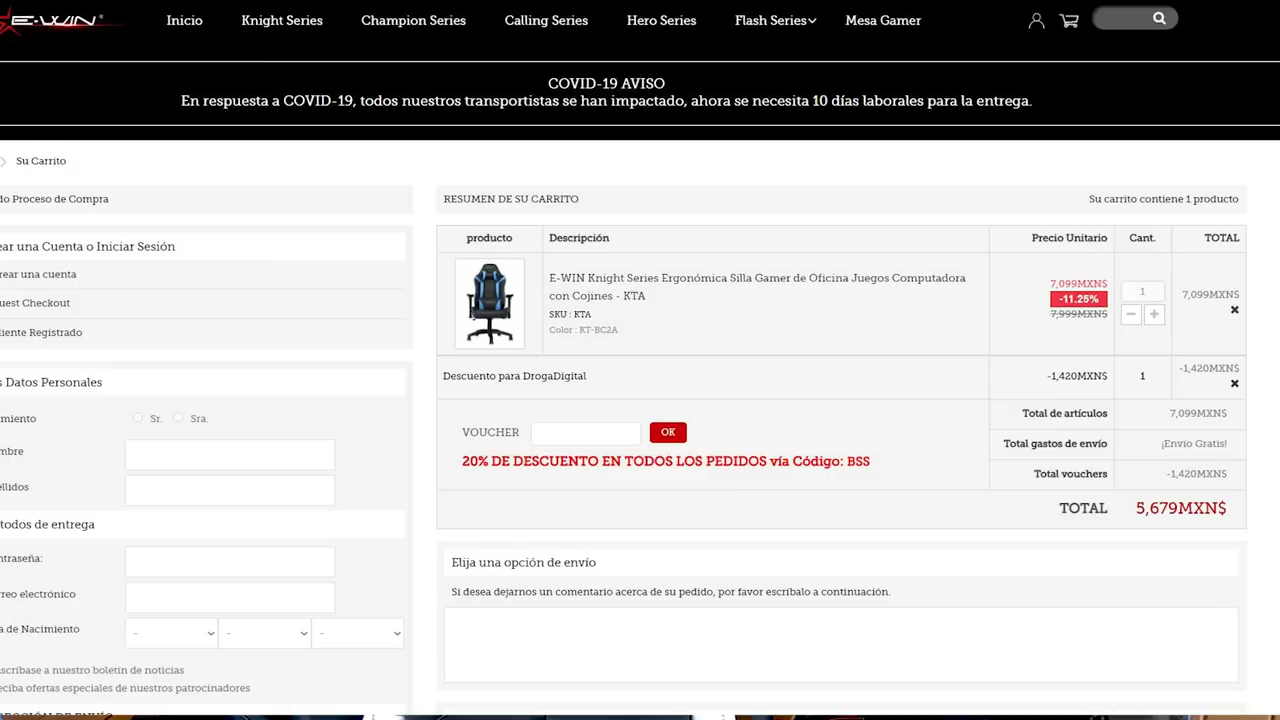 E-WIN®
Inicio Knight Series Champion Series Calling Series Hero Series Flash Series Mesa Gamer
COVID-19 AVISO
En respuesta a COVID-19, todos nuestros transportistas se han impactado, ahora se necesita 10 días laborales para la entrega.
Su Carrito
do Proceso de Compra
ear una Cuenta o Iniciar Sesión
rear una cuenta
uest Checkout
liente Registrado
s Datos Personales
miento Sr. Sra.
mbre
ellidos
todos de entrega
ntraseña:
rreo electrónico
a de Nacimiento - - -
scríbase a nuestro boletín de noticias
eciba ofertas especiales de nuestros patrocinadores
RESUMEN DE SU CARRITO Su carrito contiene 1 producto
producto Descripción Precio Unitario Cant. TOTAL
E-WIN Knight Series Ergonómica Silla Gamer de Oficina Juegos Computadora
con Cojines - KTA
SKU : KTA
Color : KT-BC2A
7,099MXN$
-11.25%
7,999MXN$
1
7,099MXN$
Descuento para DrogaDigital -1,420MXN$ 1 -1,420MXN$
VOUCHER OK
20% DE DESCUENTO EN TODOS LOS PEDIDOS vía Código: BSS
Total de artículos 7,099MXN$
Total gastos de envío ¡Envío Gratis!
Total vouchers -1,420MXN$
TOTAL 5,679MXN$
Elija una opción de envío
Si desea dejarnos un comentario acerca de su pedido, por favor escríbalo a continuación.